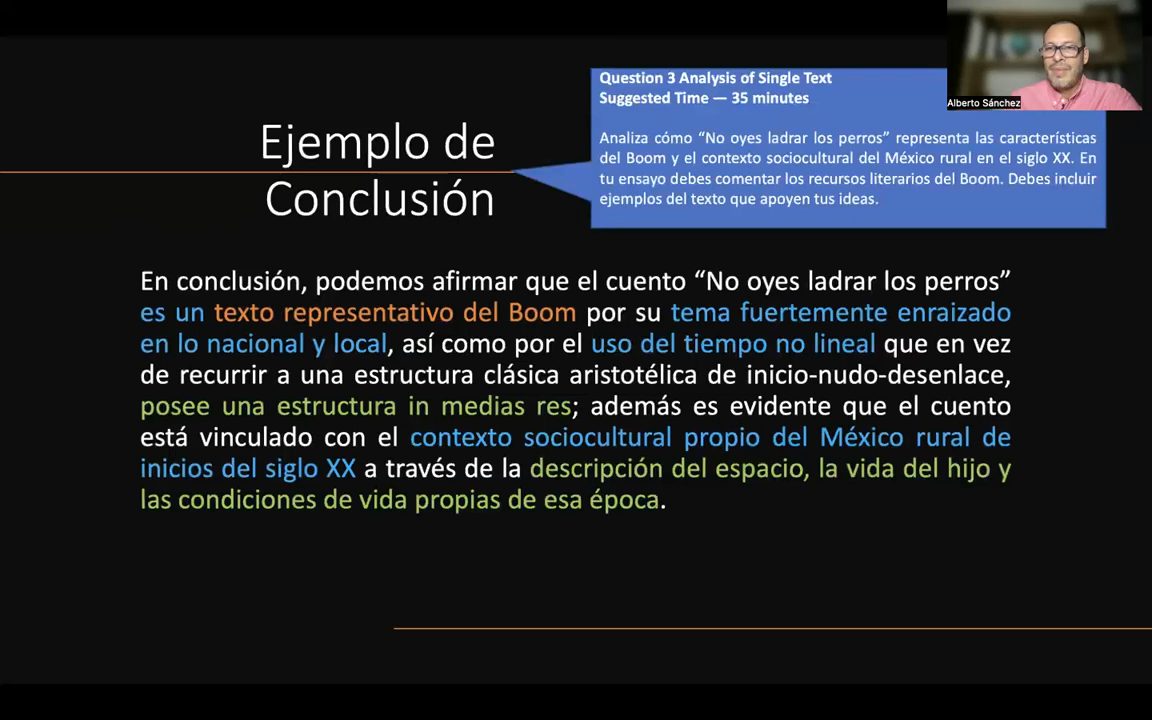 Question 3 Analysis of Single Text
Suggested Time — 35 minutes
Analiza cómo “No oyes ladrar los perros” representa las características
del Boom y el contexto sociocultural del México rural en el siglo XX. En
tu ensayo debes comentar los recursos literarios del Boom. Debes incluir
ejemplos del texto que apoyen tus ideas.
Alberto Sánchez
Ejemplo de
Conclusión
En conclusión, podemos afirmar que el cuento “No oyes ladrar los perros”
es un texto representativo del Boom por su tema fuertemente enraizado
en lo nacional y local, así como por el uso del tiempo no lineal que en vez
de recurrir a una estructura clásica aristotélica de inicio-nudo-desenlace,
posee una estructura in medias res; además es evidente que el cuento
está vinculado con el contexto sociocultural propio del México rural de
inicios del siglo XX a través de la descripción del espacio, la vida del hijo y
las condiciones de vida propias de esa época.